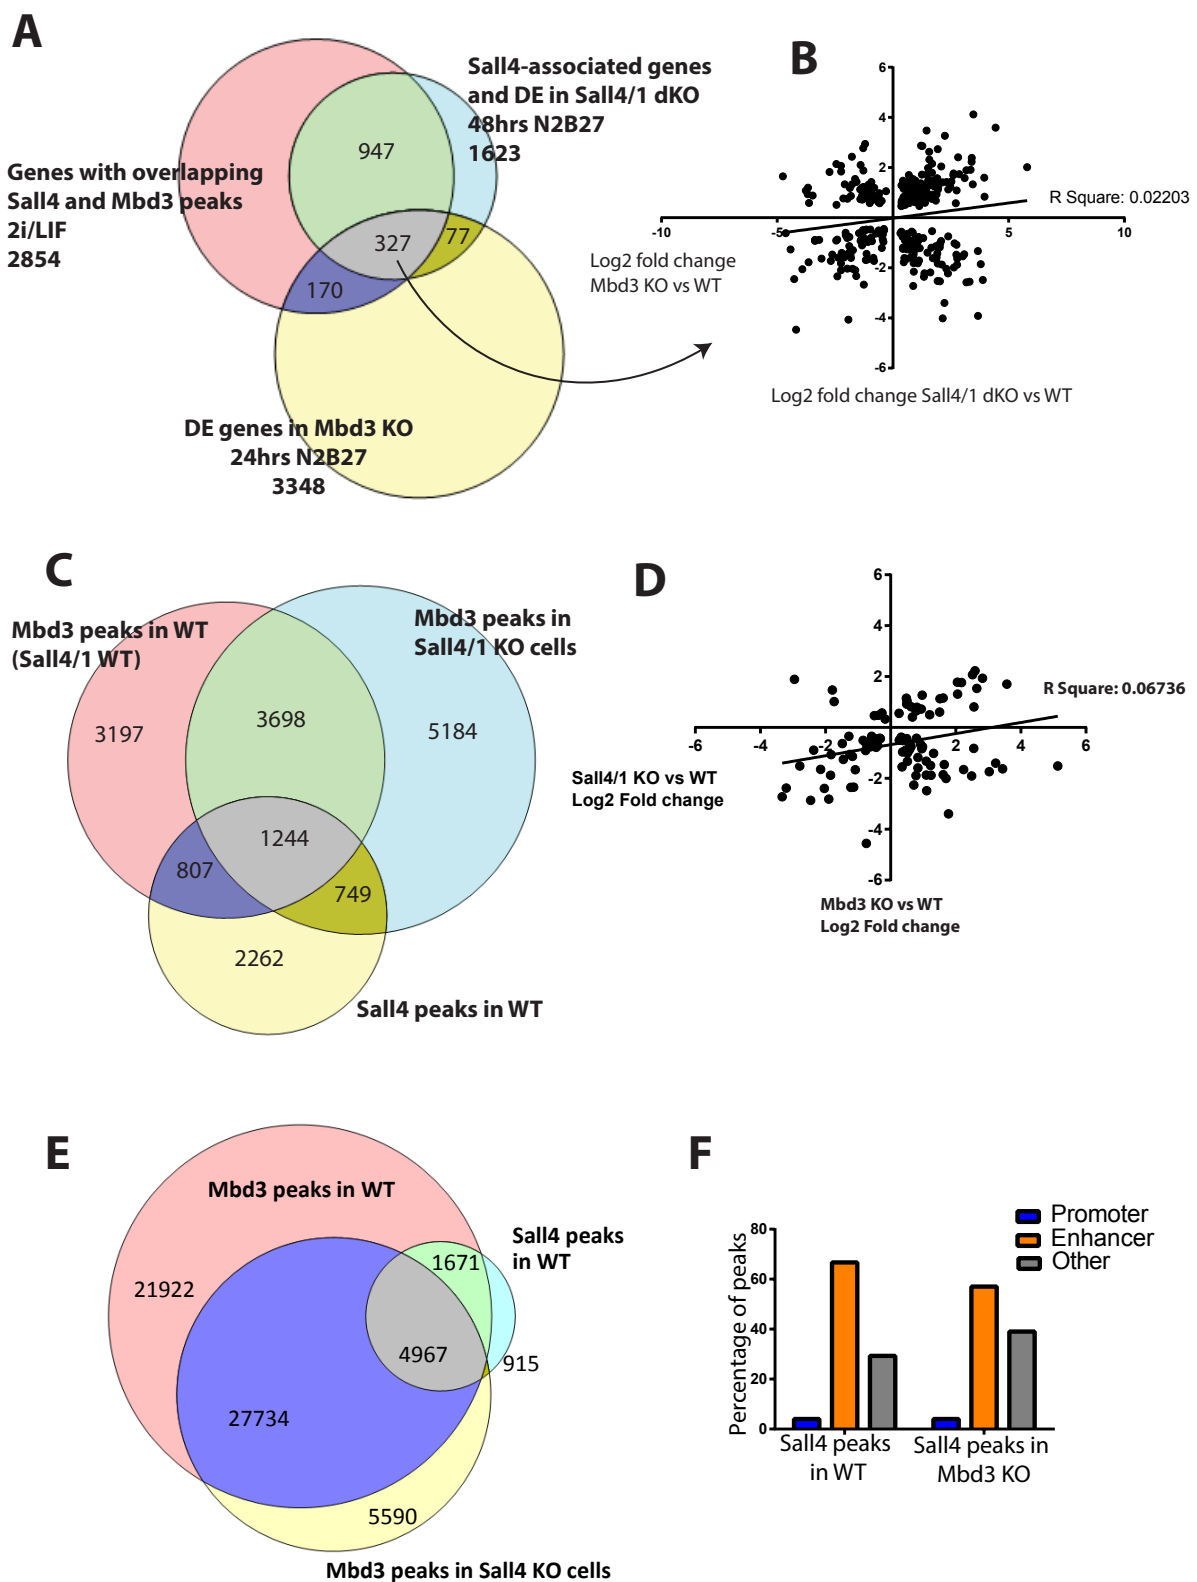 A
Sall4-associated genes
and DE in Sall4/1 dKO
48hrs N2B27
1623
947
Genes with overlapping
Sall4 and Mbd3 peaks
2i/LIF
2854
327
77
170
DE genes in Mbd3 KO
24hrs N2B27
3348
B
6
4
2
-2
-4
-6
-10
-5
5
10
R Square: 0.02203
Log2 fold change
Mbd3 KO vs WT
Log2 fold change Sall4/1 dKO vs WT
C
Mbd3 peaks in WT
(Sall4/1 WT)
Mbd3 peaks in
Sall4/1 KO cells
3197
3698
5184
1244
807
749
2262
Sall4 peaks in WT
D
6
4
2
-2
-4
-6
-6
-4
-2
2
4
6
R Square: 0.06736
Sall4/1 KO vs WT
Log2 Fold change
Mbd3 KO vs WT
Log2 Fold change
E
Mbd3 peaks in WT
Sall4 peaks
in WT
1671
21922
4967
915
27734
5590
Mbd3 peaks in Sall4 KO cells
F
Promoter
Enhancer
Other
Percentage of peaks
80
60
40
20
0
Sall4 peaks
in WT
Sall4 peaks in
Mbd3 KO